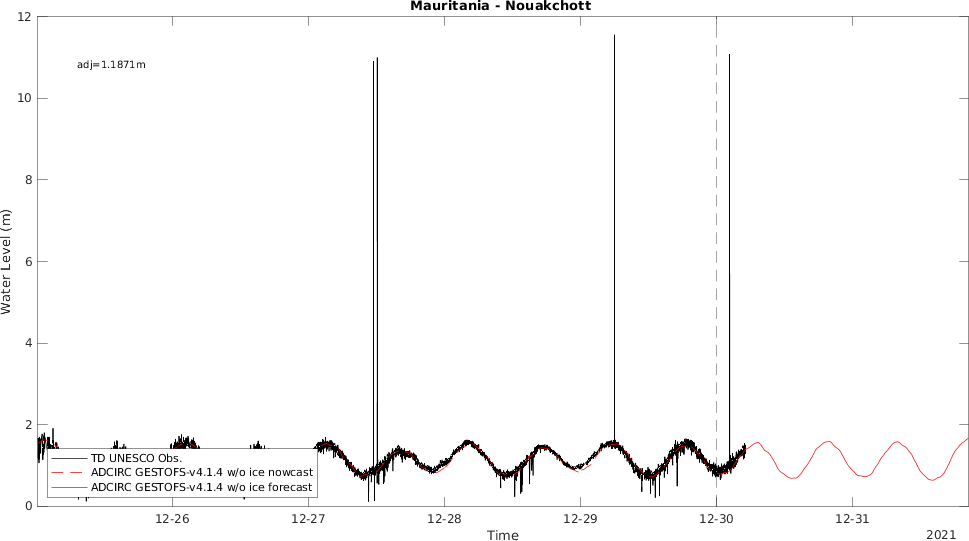 Mauritania - Nouakchott
12
adj=1.1871m
10
8
6
4
2
0
Water Level (m)
TD UNESCO Obs.
ADCIRC GESTOFS-v4.1.4 w/o ice nowcast
ADCIRC GESTOFS-v4.1.4 w/o ice forecast
12-26 12-27 12-28 12-29 12-30 12-31
Time
2021